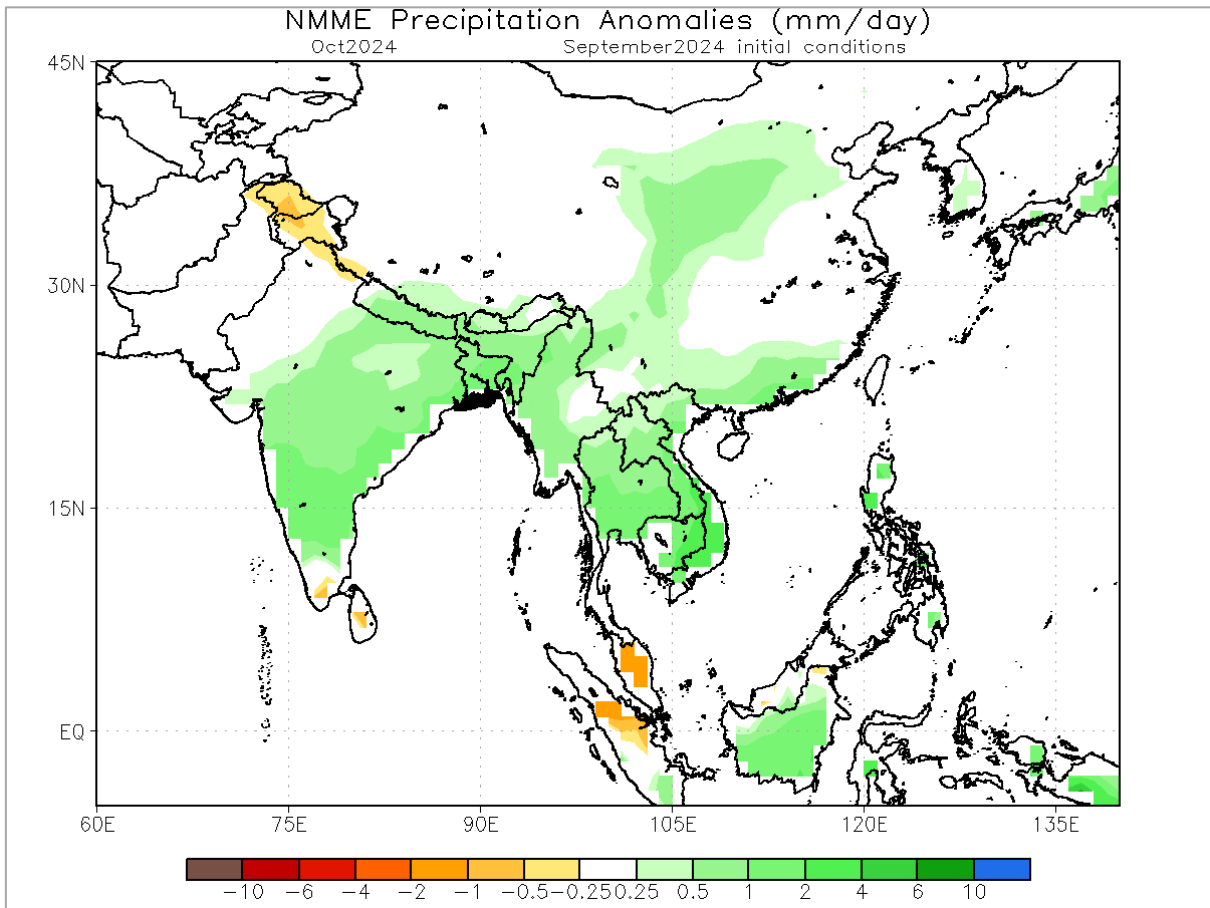 NMME Precipitation Anomalies (mm/day)
Oct2024 September2024 initial conditions
45N
30N
15N
EQ
60E 75E 90E 105E 120E 135E
−10 −6 −4 −2 −1 −0.5−0.25 0.25 0.5 1 2 4 6 10